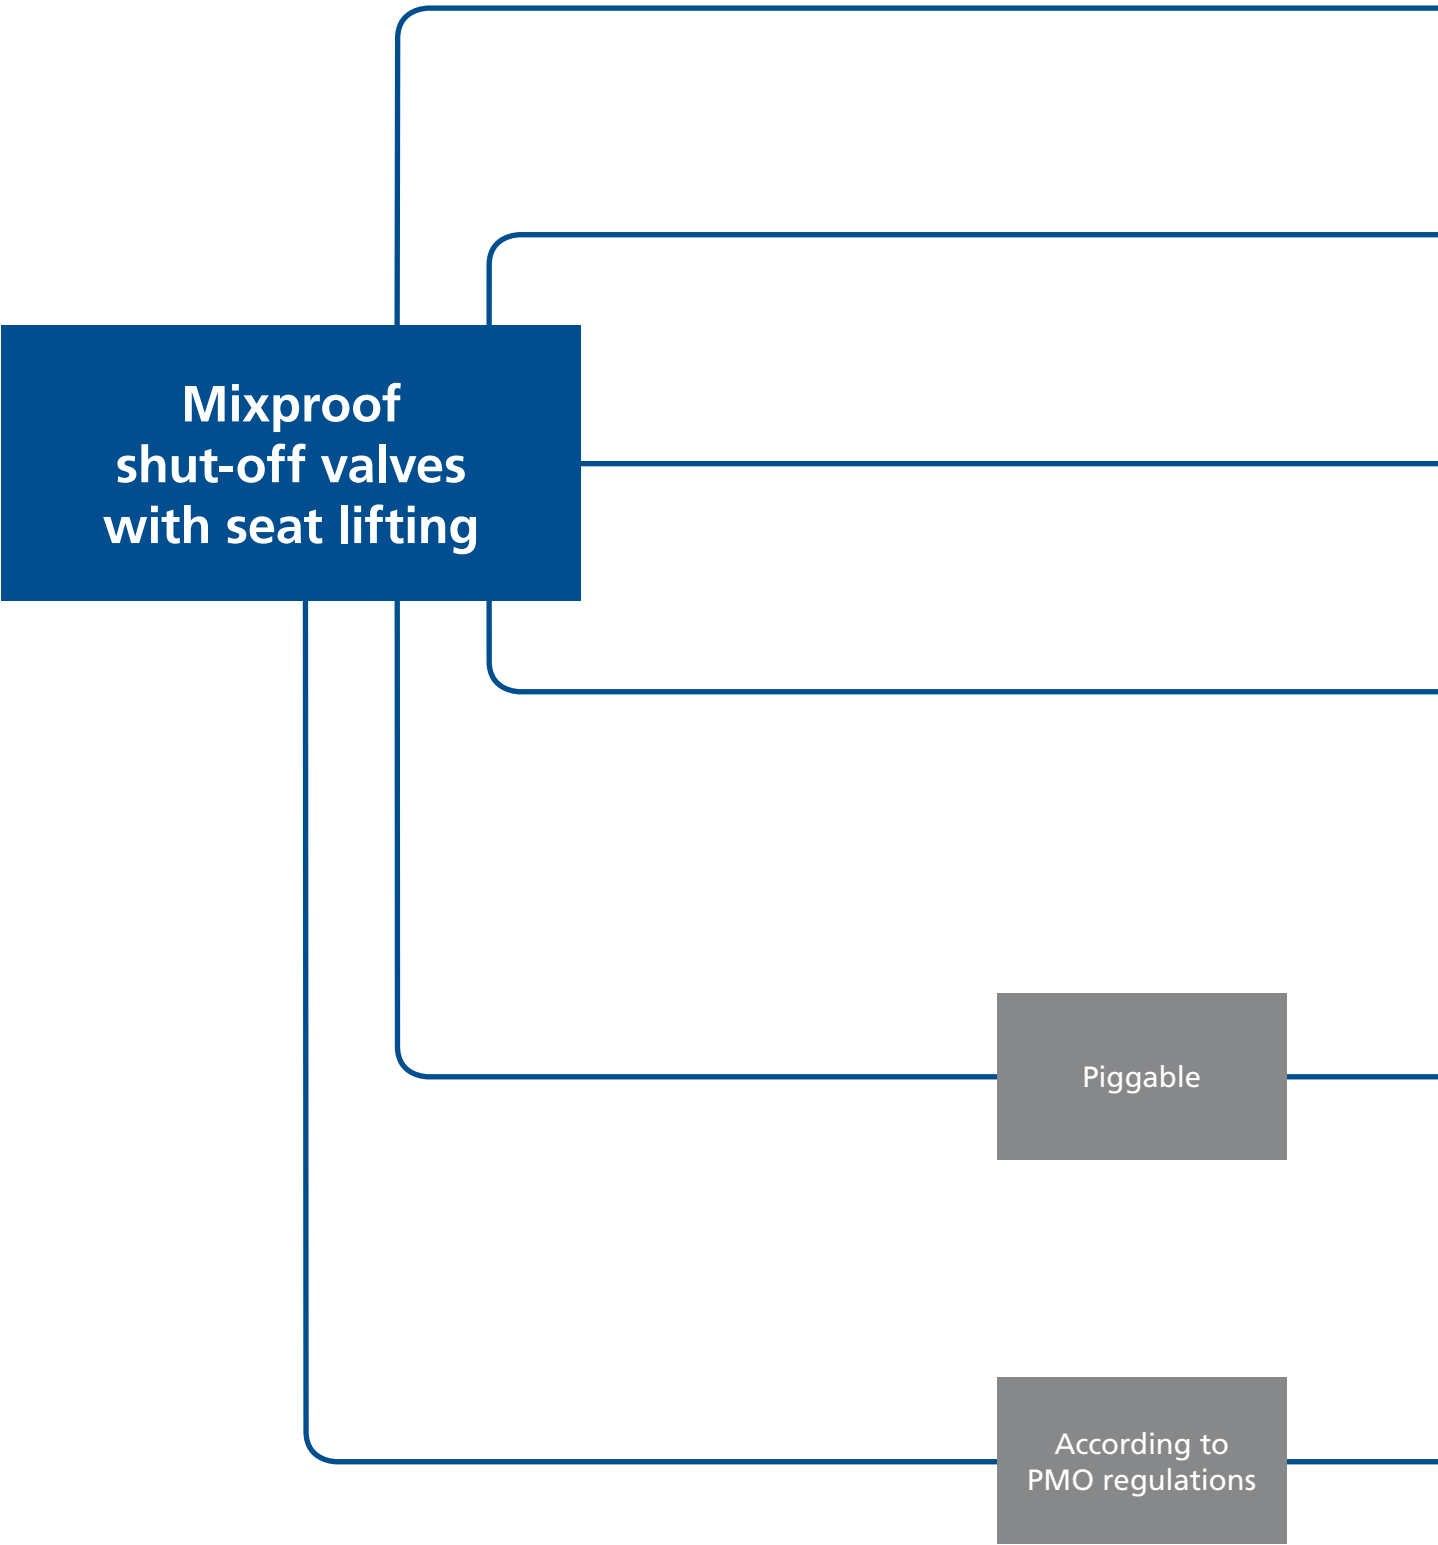 Mixproof
shut-off valves
with seat lifting
Piggable
According to
PMO regulations